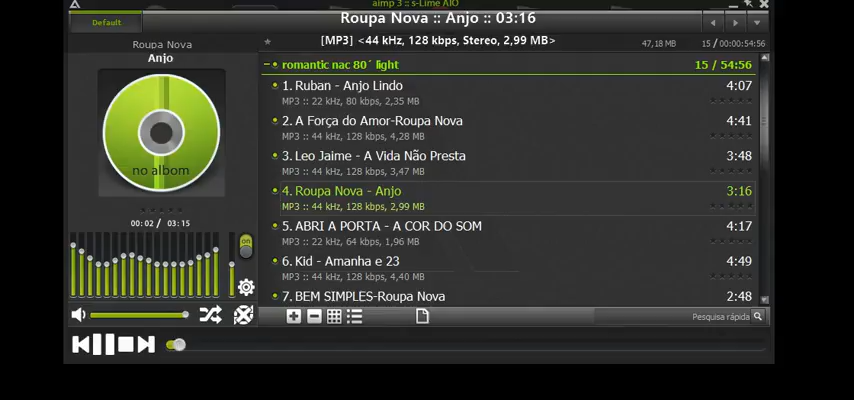 aimp 3 :: s-Lime AIO
Default
Roupa Nova :: Anjo :: 03:16
[MP3] <44 kHz, 128 kbps, Stereo, 2,99 MB>
47,18 MB
15 / 00:00:54:56
Roupa Nova
Anjo
no albom
00:02 / 03:15
on
romantic nac 80´ light
15 / 54:56
1. Ruban - Anjo Lindo 4:07
MP3 :: 22 kHz, 80 kbps, 2,35 MB
2. A Força do Amor-Roupa Nova 4:41
MP3 :: 44 kHz, 128 kbps, 4,28 MB
3. Leo Jaime - A Vida Não Presta 3:48
MP3 :: 44 kHz, 128 kbps, 3,47 MB
4. Roupa Nova - Anjo 3:16
MP3 :: 44 kHz, 128 kbps, 2,99 MB
5. ABRI A PORTA - A COR DO SOM 4:17
MP3 :: 22 kHz, 64 kbps, 1,96 MB
6. Kid - Amanha e 23 4:49
MP3 :: 44 kHz, 128 kbps, 4,40 MB
7. BEM SIMPLES-Roupa Nova 2:48
Pesquisa rápida